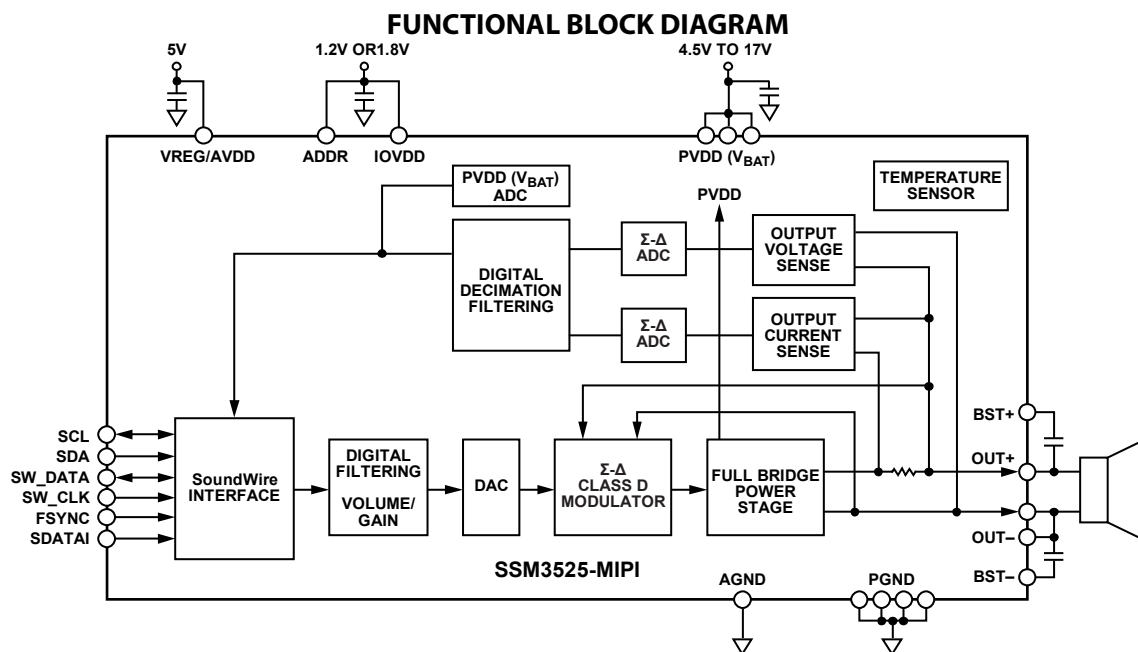 FUNCTIONAL BLOCK DIAGRAM
5V
1.2V OR1.8V
4.5V TO 17V
VREG/AVDD
ADDR
IOVDD
PVDD (VBAT)
PVDD (VBAT)
ADC
PVDD
TEMPERATURE
SENSOR
DIGITAL
DECIMATION
FILTERING
Σ-Δ
ADC
OUTPUT
VOLTAGE
SENSE
Σ-Δ
ADC
OUTPUT
CURRENT
SENSE
SCL
SDA
SW_DATA
SW_CLK
FSYNC
SDATAI
SoundWire
INTERFACE
DIGITAL
FILTERING
VOLUME/
GAIN
DAC
Σ-Δ
CLASS D
MODULATOR
FULL BRIDGE
POWER
STAGE
BST+
OUT+
OUT–
BST–
SSM3525-MIPI
AGND
PGND